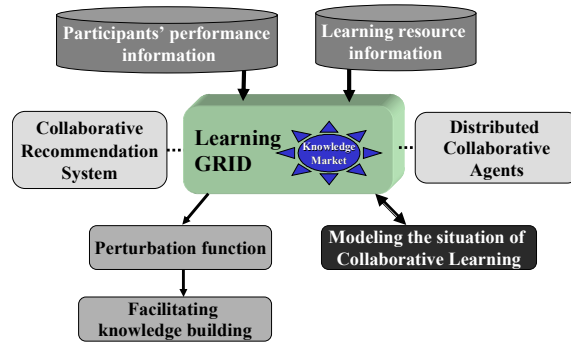 Participants' performance
information
Learning resource
information
Collaborative
Recommendation
System
Learning
GRID
Knowledge
Market
Distributed
Collaborative
Agents
Perturbation function
Modeling the situation of
Collaborative Learning
Facilitating
knowledge building